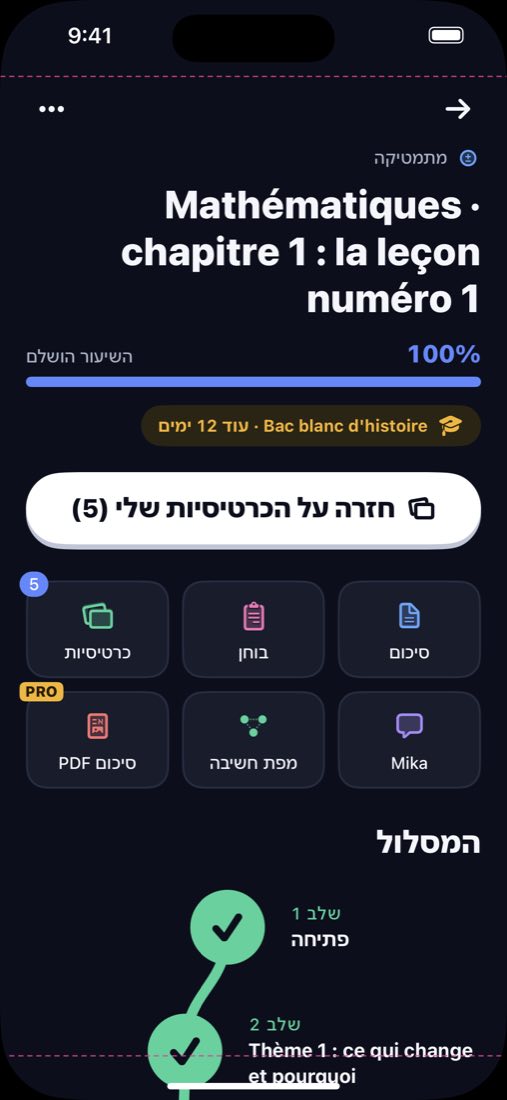 9:41
מתמטיקה
Mathématiques ·
chapitre 1 : la leçon
numéro 1
100%
השיעור הושלם
Bac blanc d'histoire · עוד 12 ימים
חזרה על הכרטיסיות שלי (5)
5
סיכום
בוחן
כרטיסיות
PRO
Mika
מפת חשיבה
סיכום PDF
המסלול
שלב 1
פתיחה
שלב 2
Thème 1 : ce qui change
et pourquoi